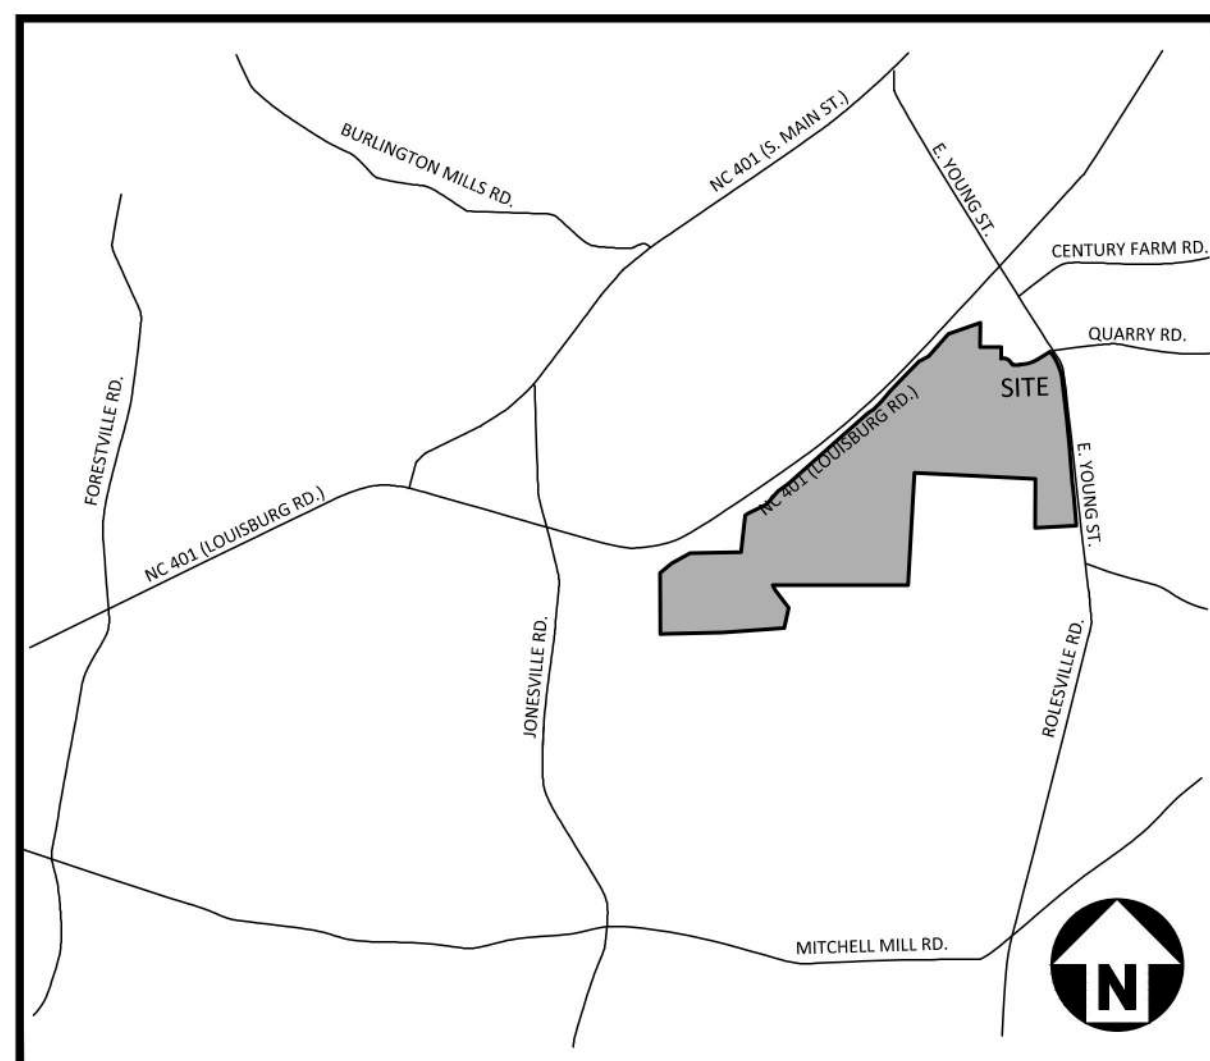 BURLINGTON MILLS RD.
NC 401 (S. MAIN ST.)
E. YOUNG ST.
CENTURY FARM RD.
QUARRY RD.
SITE
FORESTVILLE RD.
NC 401 (LOUISBURG RD.)
NC 401 (LOUISBURG RD.)
E. YOUNG ST.
JONESVILLE RD.
ROLESVILLE RD.
MITCHELL MILL RD.
N